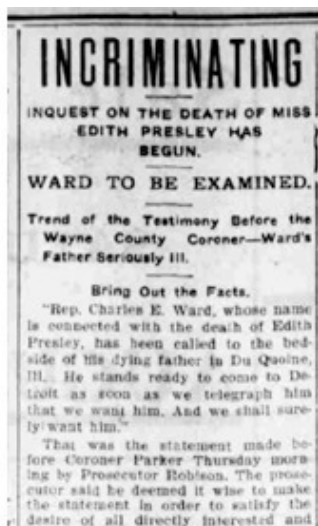 INCRIMINATING
INQUEST ON THE DEATH OF MISS
EDITH PRESLEY HAS
BEGUN.
WARD TO BE EXAMINED.
Trend of the Testimony Before the
Wayne County Coroner—Ward's
Father Seriously Ill.
Bring Out the Facts.
"Rep. Charles E. Ward, whose name
is connected with the death of Edith
Presley, has been called to the bed-
side of his dying father in Du Quoine,
Ill. He stands ready to come to De-
troit as soon as we telegraph him
that we want him. And we shall sure-
ly want him."
That was the statement made be-
fore Coroner Parker Thursday morn-
ing by Prosecutor Robison. The prose-
cutor said he deemed it wise to make
the statement in order to satisfy the
desire of all directly interested and